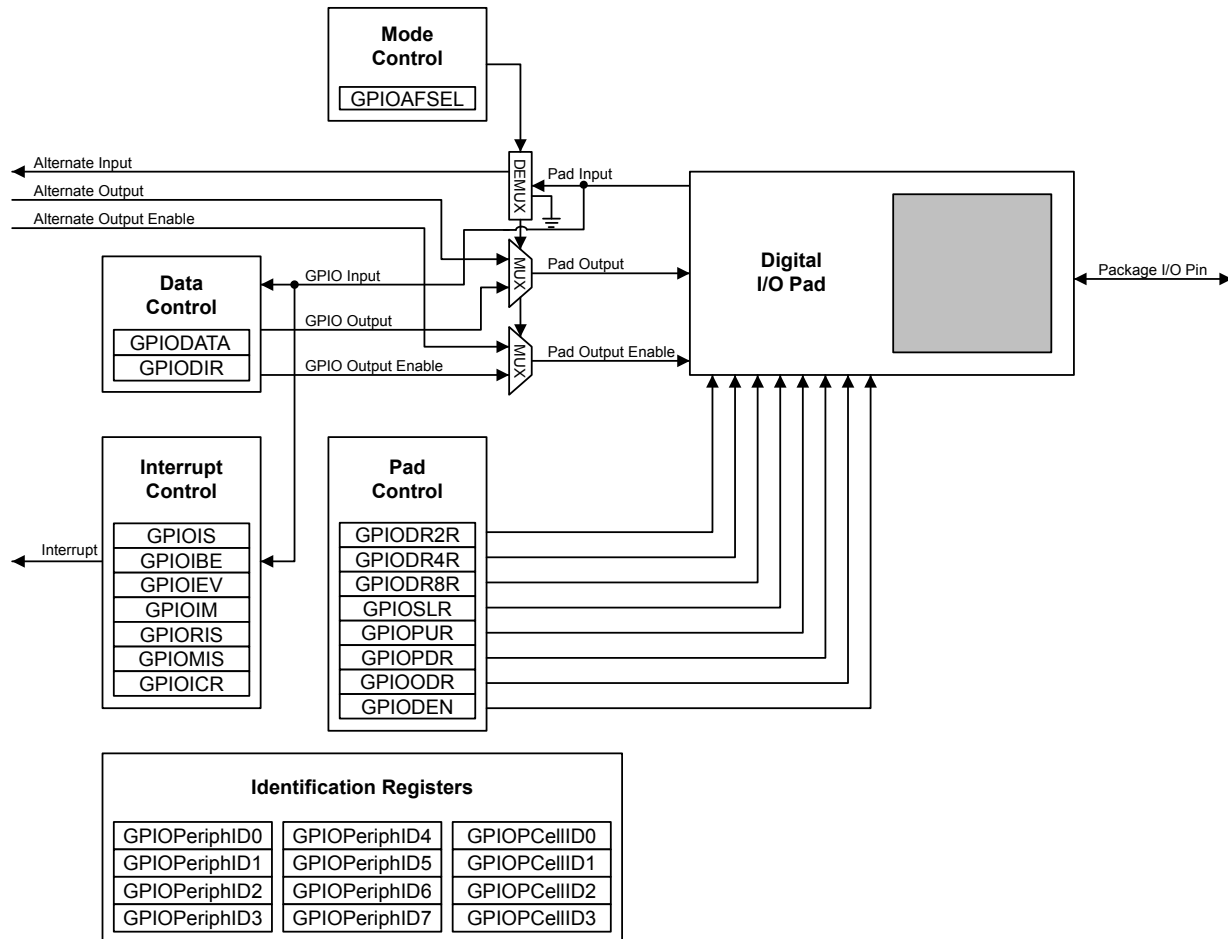 Mode
Control
GPIOAFSEL
Alternate Input
Alternate Output
Alternate Output Enable
DEMUX
Pad Input
MUX
Pad Output
MUX
Pad Output Enable
Digital
I/O Pad
Package I/O Pin
Data
Control
GPIODATA
GPIODIR
GPIO Input
GPIO Output
GPIO Output Enable
Interrupt
Control
GPIOIS
GPIOIBE
GPIOIEV
GPIOIM
GPIORIS
GPIOMIS
GPIOICR
Interrupt
Pad
Control
GPIODR2R
GPIODR4R
GPIODR8R
GPIOSLR
GPIOPUR
GPIOPDR
GPIOODR
GPIODEN
Identification Registers
GPIOPeriphID0 GPIOPeriphID4 GPIOPCellID0
GPIOPeriphID1 GPIOPeriphID5 GPIOPCellID1
GPIOPeriphID2 GPIOPeriphID6 GPIOPCellID2
GPIOPeriphID3 GPIOPeriphID7 GPIOPCellID3